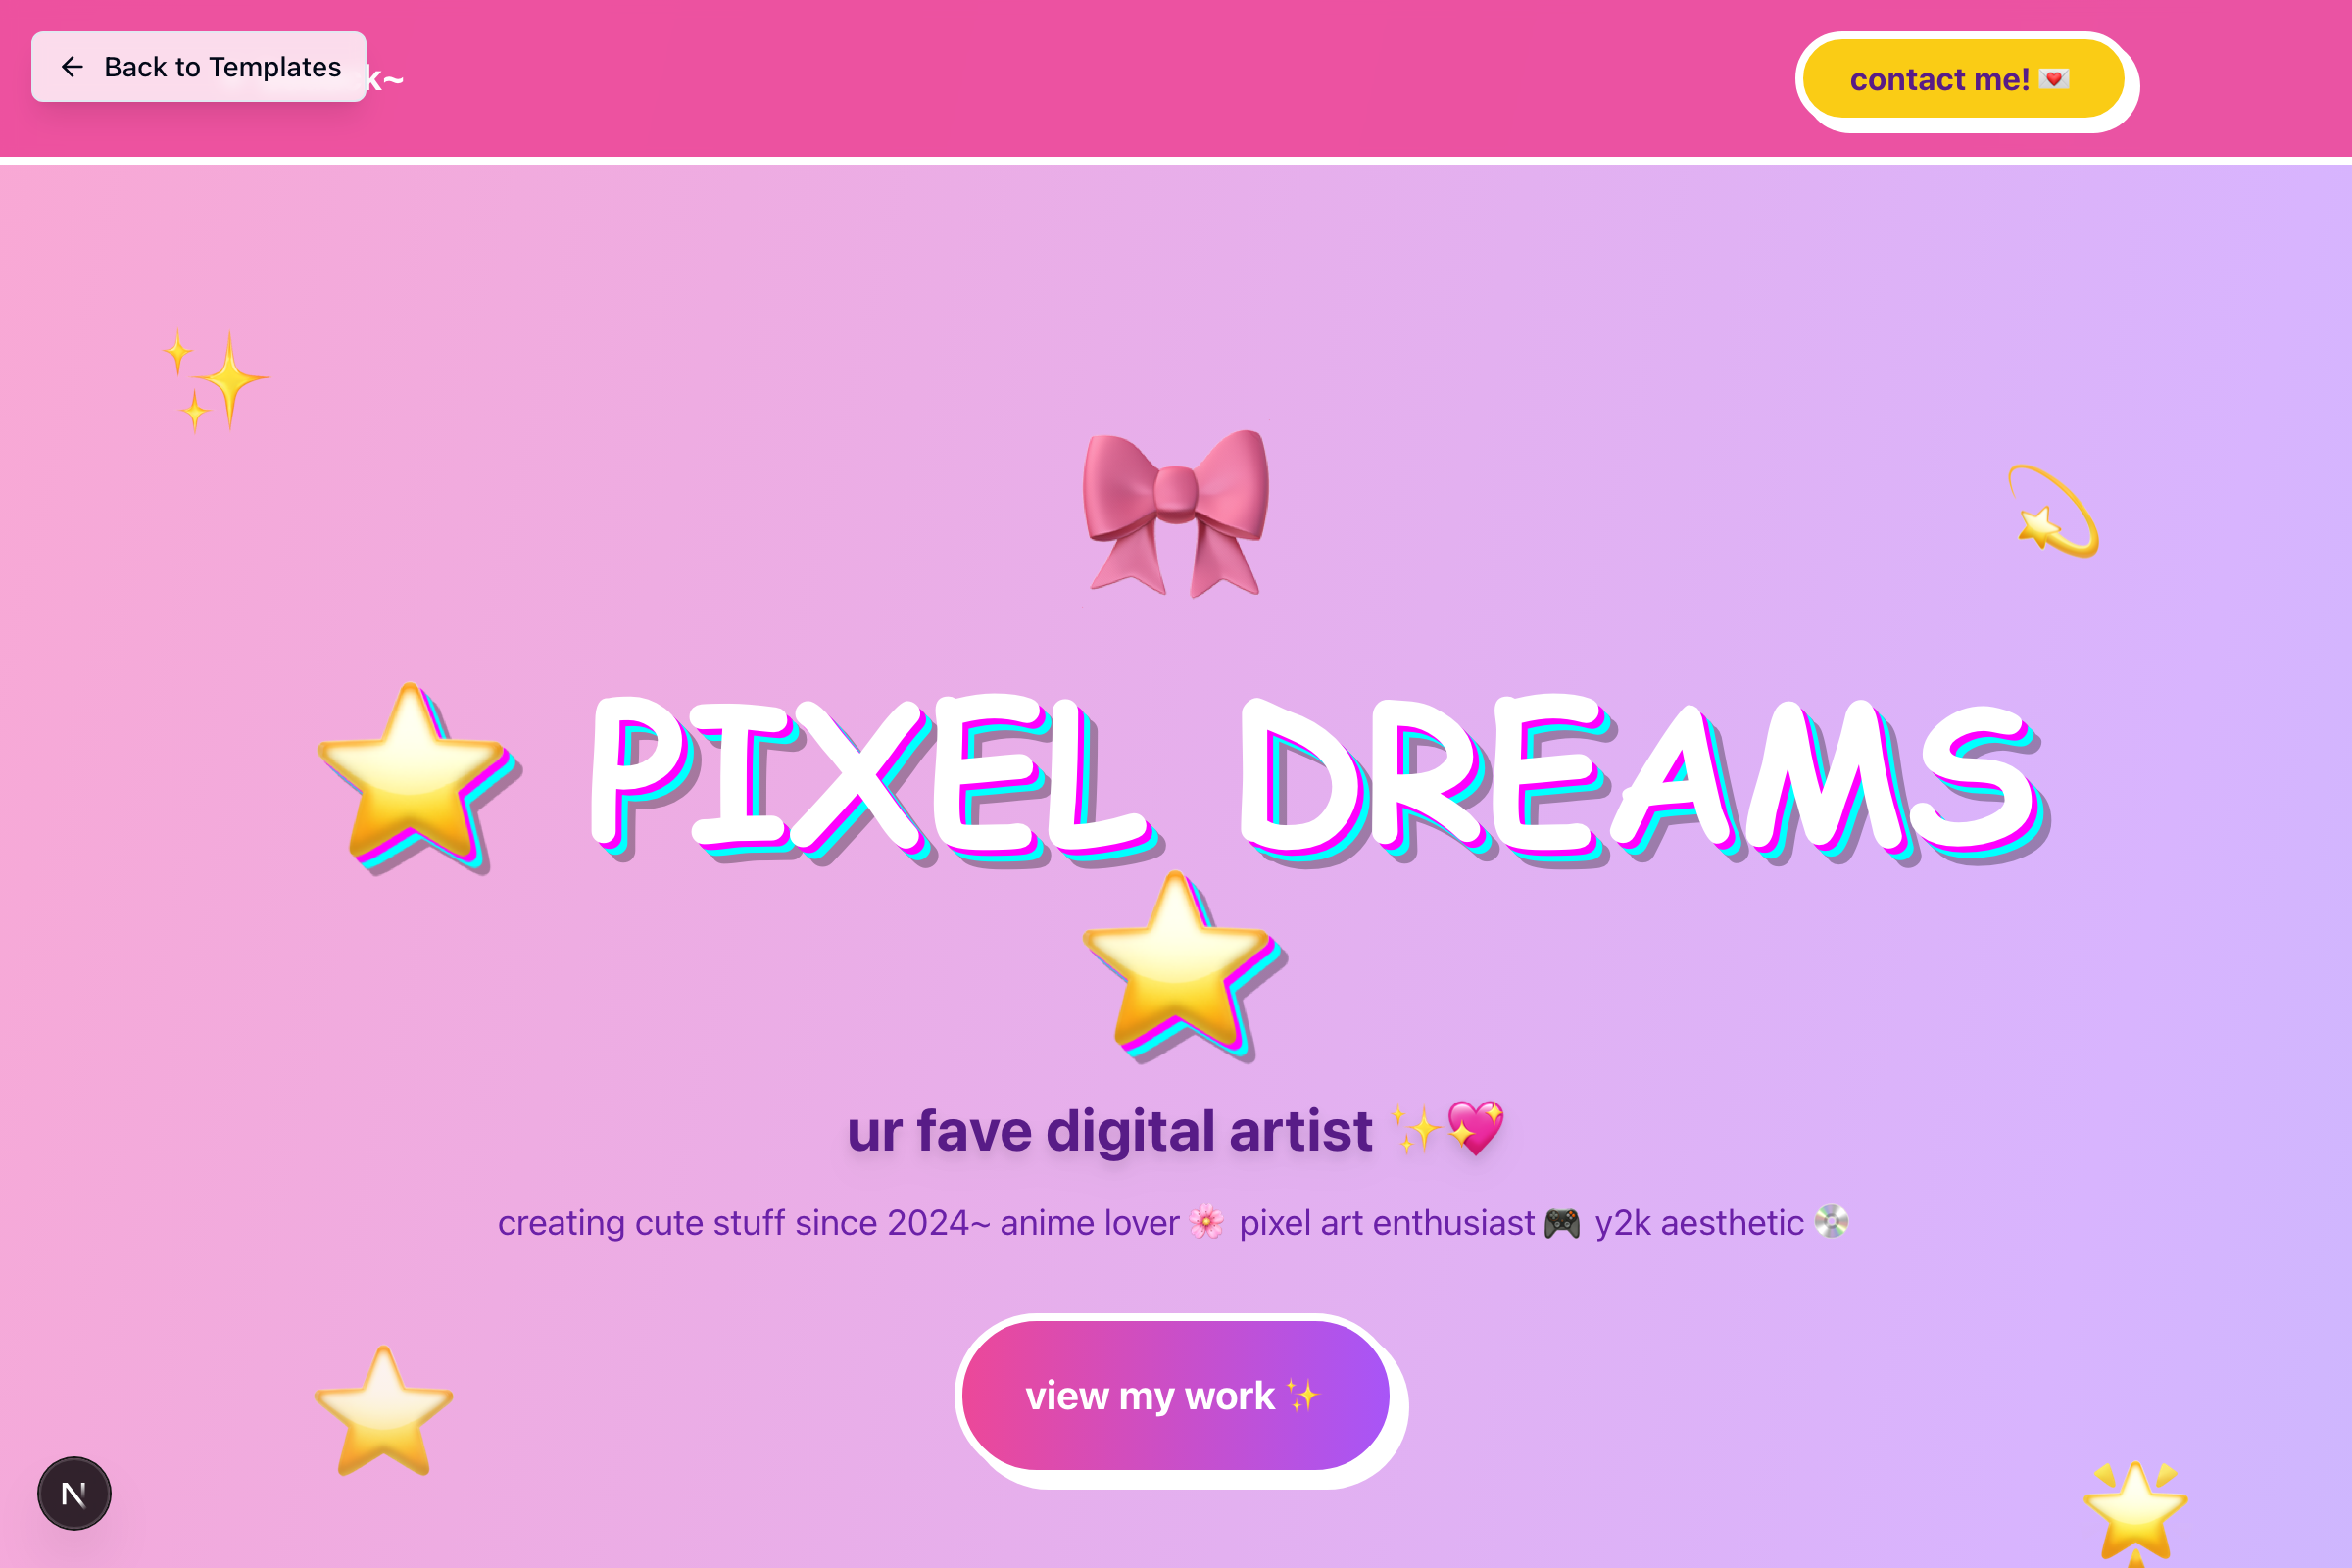 Back to Templates
k~
contact me! 💌
⭐ PIXEL DREAMS
⭐
ur fave digital artist ✨💖
creating cute stuff since 2024~ anime lover 🌸 pixel art enthusiast 🎮 y2k aesthetic 💿
view my work ✨
N